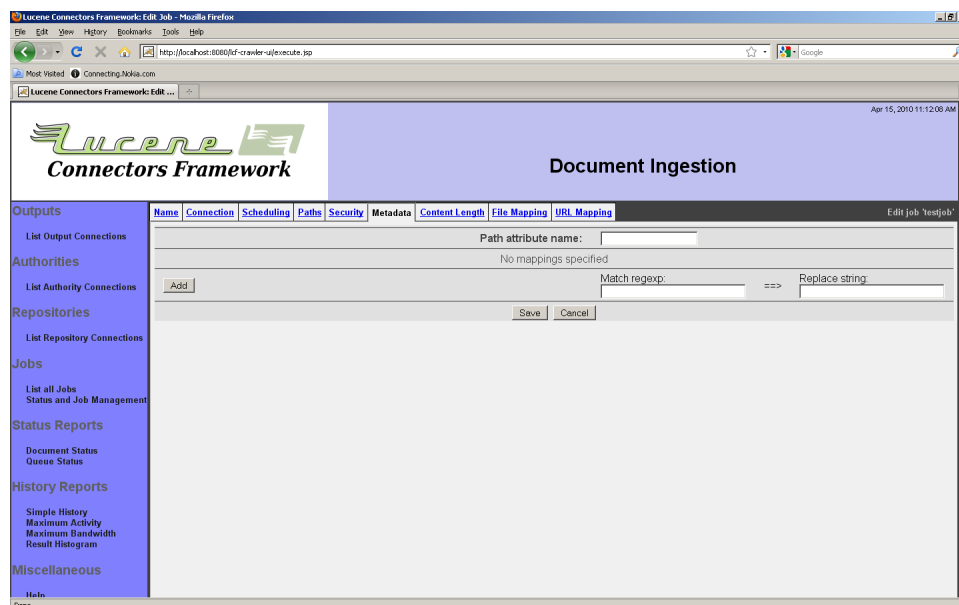 Lucene Connectors Framework: Edit Job - Mozilla Firefox
File Edit View History Bookmarks Tools Help
http://localhost:8080/lcf-crawler-ui/execute.jsp
Google
Most Visited Connecting.Nokia.com
Lucene Connectors Framework: Edit ...
Apr 15, 2010 11:12:08 AM
Lucene
Connectors Framework
Document Ingestion
Outputs
List Output Connections
Authorities
List Authority Connections
Repositories
List Repository Connections
Jobs
List all Jobs
Status and Job Management
Status Reports
Document Status
Queue Status
History Reports
Simple History
Maximum Activity
Maximum Bandwidth
Result Histogram
Miscellaneous
Help
Name Connection Scheduling Paths Security Metadata Content Length File Mapping URL Mapping Edit job 'testjob'
Path attribute name:
No mappings specified
Add Match regexp: ==> Replace string:
Save Cancel
Done